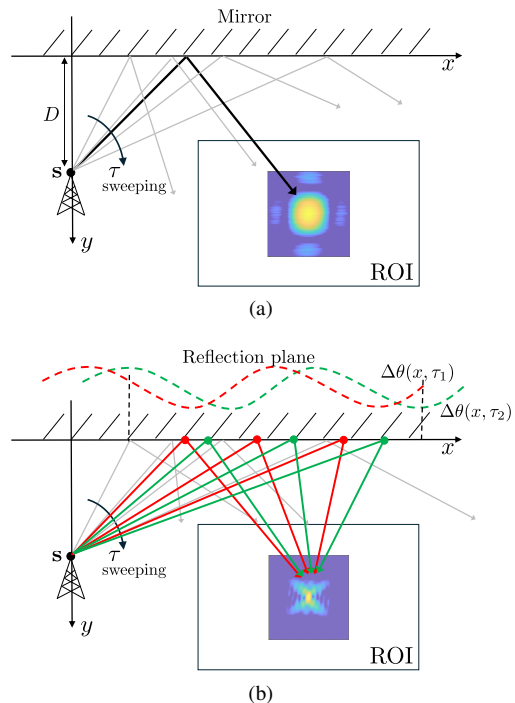 Mirror
x
D
s
τ
sweeping
y
ROI
(a)
Reflection plane
Δθ(x, τ₁)
Δθ(x, τ₂)
x
s
τ
sweeping
y
ROI
(b)